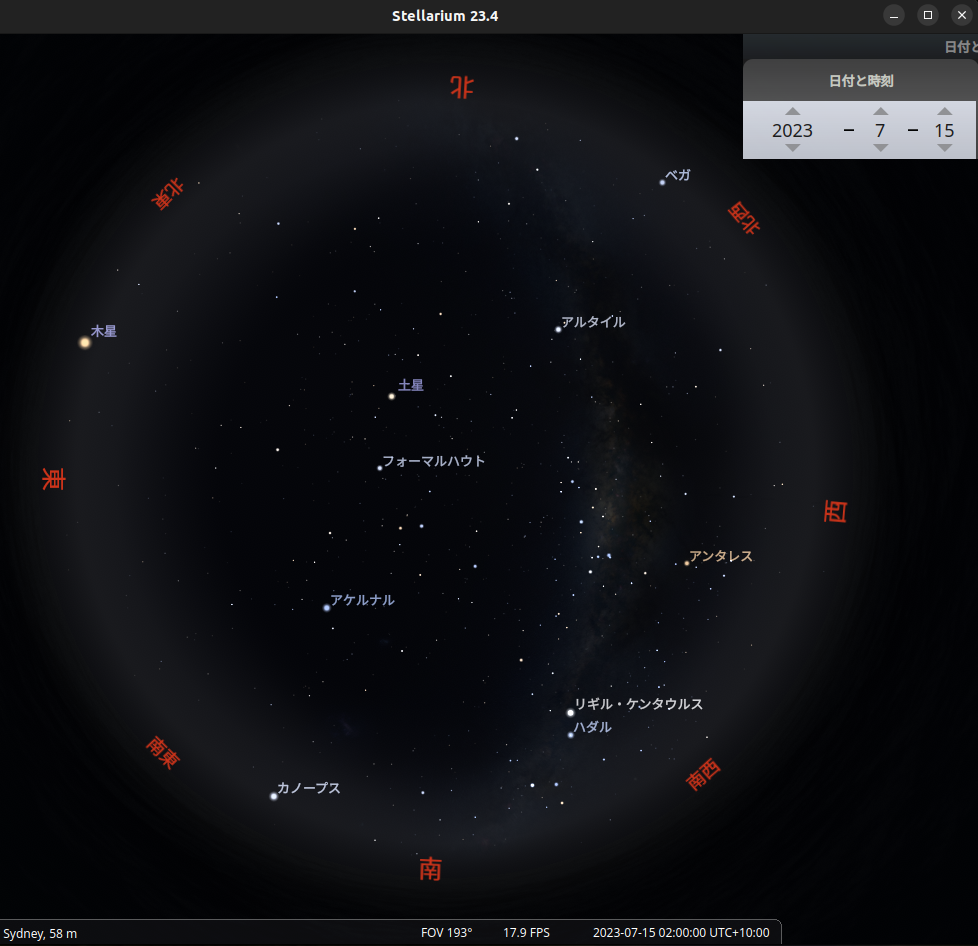 Stellarium 23.4
日付と
日付と時刻
2023 - 7 - 15
北
ベガ
北東
北西
アルタイル
木星
土星
フォーマルハウト
東
西
アンタレス
アケルナル
リギル・ケンタウルス
ハダル
南東
南西
カノープス
南
Sydney, 58 m
FOV 193°
17.9 FPS
2023-07-15 02:00:00 UTC+10:00